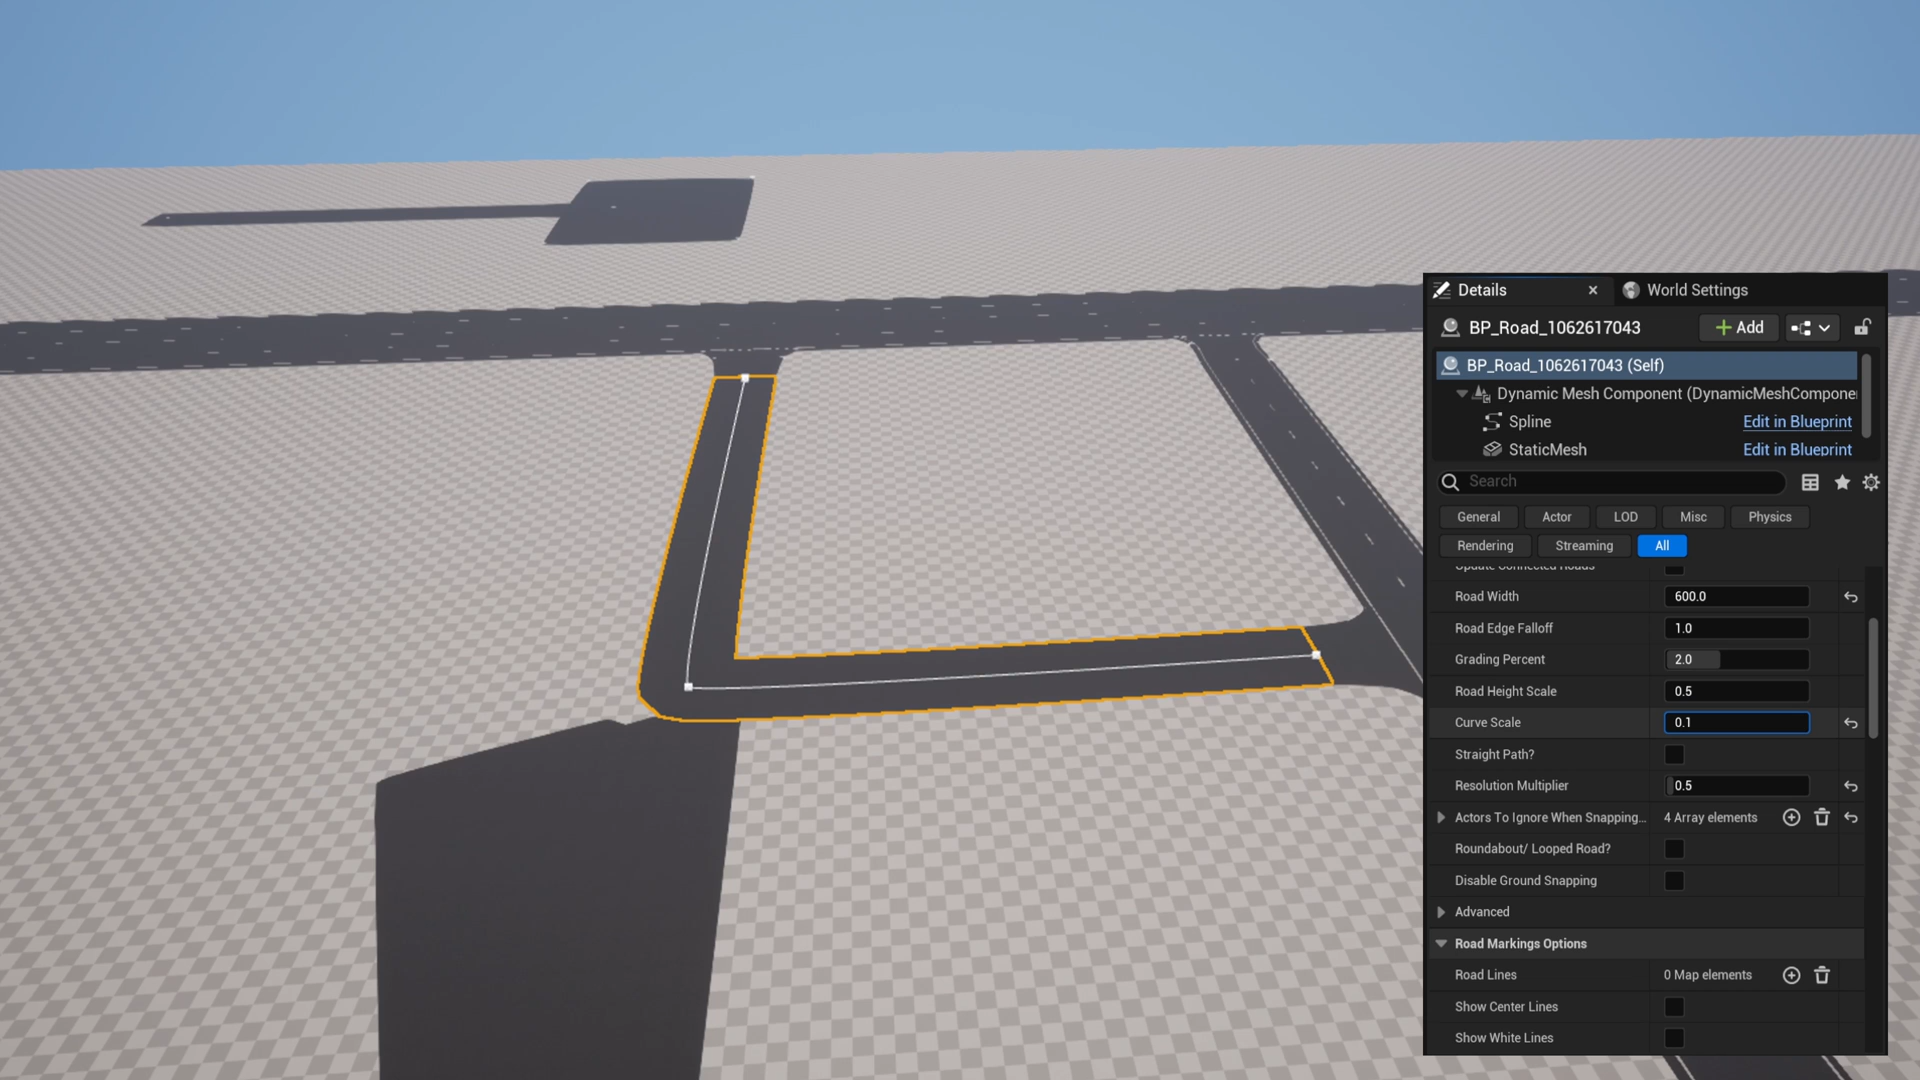 Details × World Settings
BP_Road_1062617043 Add
BP_Road_1062617043 (Self)
Dynamic Mesh Component (DynamicMeshCompone
Spline Edit in Blueprint
StaticMesh Edit in Blueprint
Search
General Actor LOD Misc Physics
Rendering Streaming All
Update Connected Roads
Road Width 600.0
Road Edge Falloff 1.0
Grading Percent 2.0
Road Height Scale 0.5
Curve Scale 0.1
Straight Path?
Resolution Multiplier 0.5
Actors To Ignore When Snapping... 4 Array elements
Roundabout/ Looped Road?
Disable Ground Snapping
Advanced
Road Markings Options
Road Lines 0 Map elements
Show Center Lines
Show White Lines